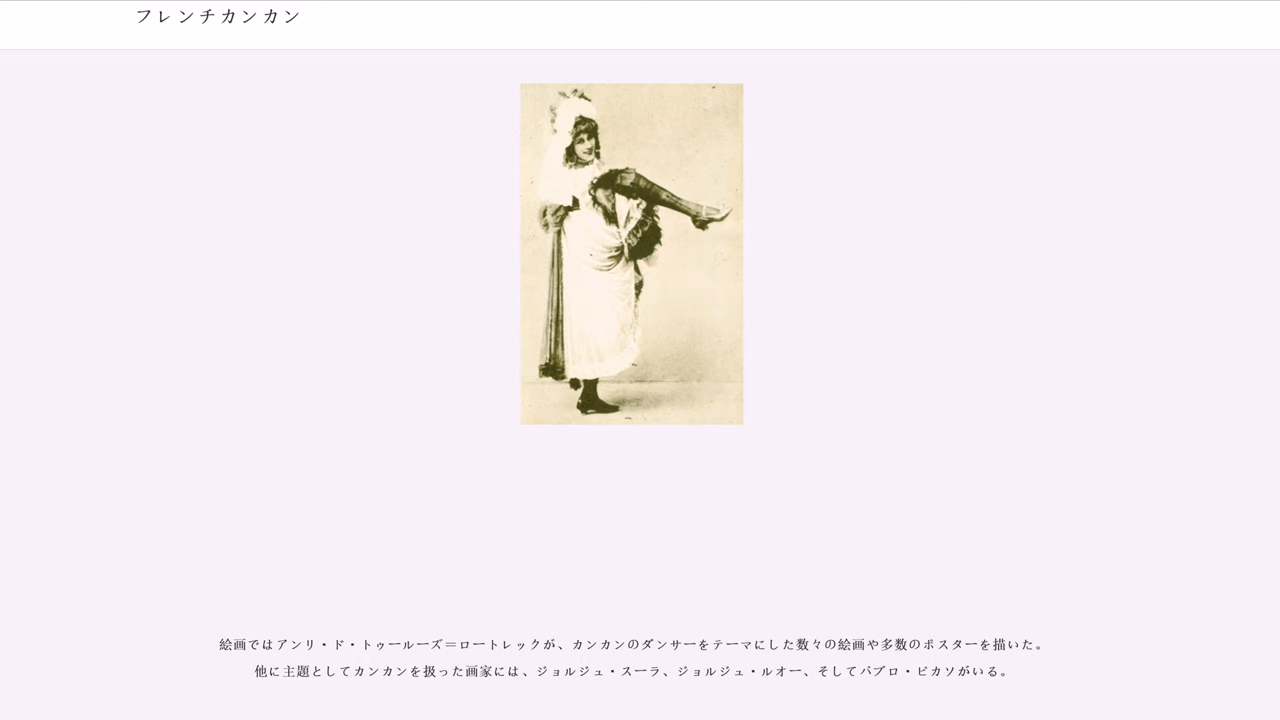 フレンチカンカン
絵画ではアンリ・ド・トゥールーズ＝ロートレックが、カンカンのダンサーをテーマにした数々の絵画や多数のポスターを描いた。
他に主題としてカンカンを扱った画家には、ジョルジュ・スーラ、ジョルジュ・ルオー、そしてパブロ・ピカソがいる。